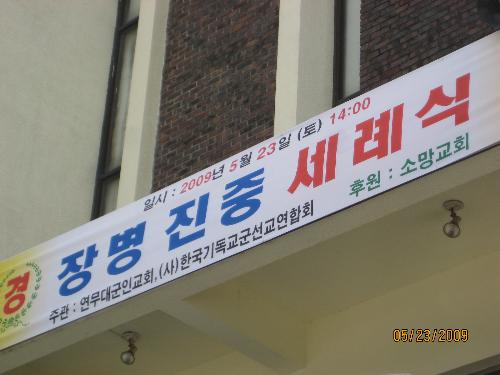 일시 : 2009년 5월 23일 (토) 14:00
경 장병 진중 세례식
주관 : 연무대군인교회, (사)한국기독교군선교연합회
후원 : 소망교회
05/23/2009